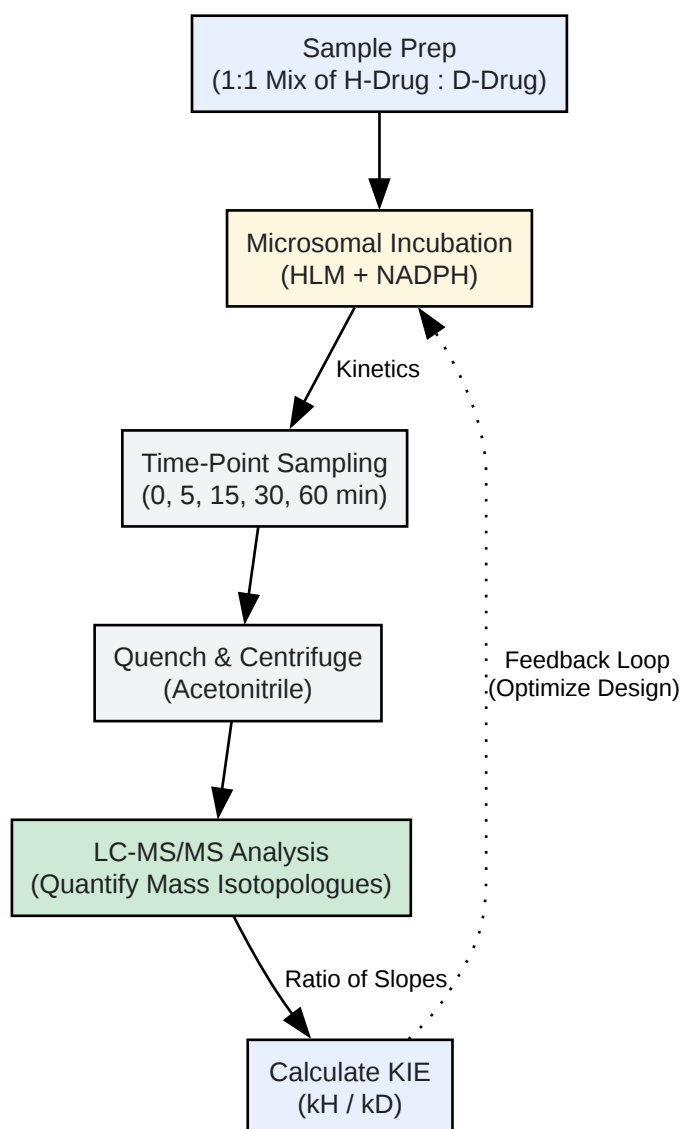 Sample Prep
(1:1 Mix of H-Drug : D-Drug)
Microsomal Incubation
(HLM + NADPH)
Kinetics
Time-Point Sampling
(0, 5, 15, 30, 60 min)
Quench & Centrifuge
(Acetonitrile)
Feedback Loop
(Optimize Design)
LC-MS/MS Analysis
(Quantify Mass Isotopologues)
Ratio of Slopes
Calculate KIE
(kH / kD)